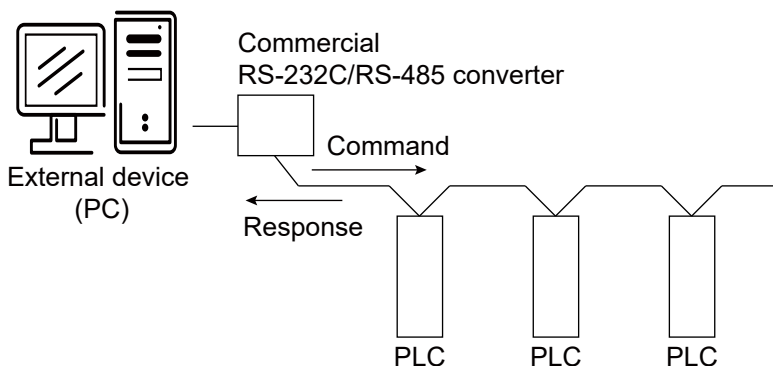 Commercial
RS-232C/RS-485 converter
Command
External device
(PC)
Response
PLC
PLC
PLC